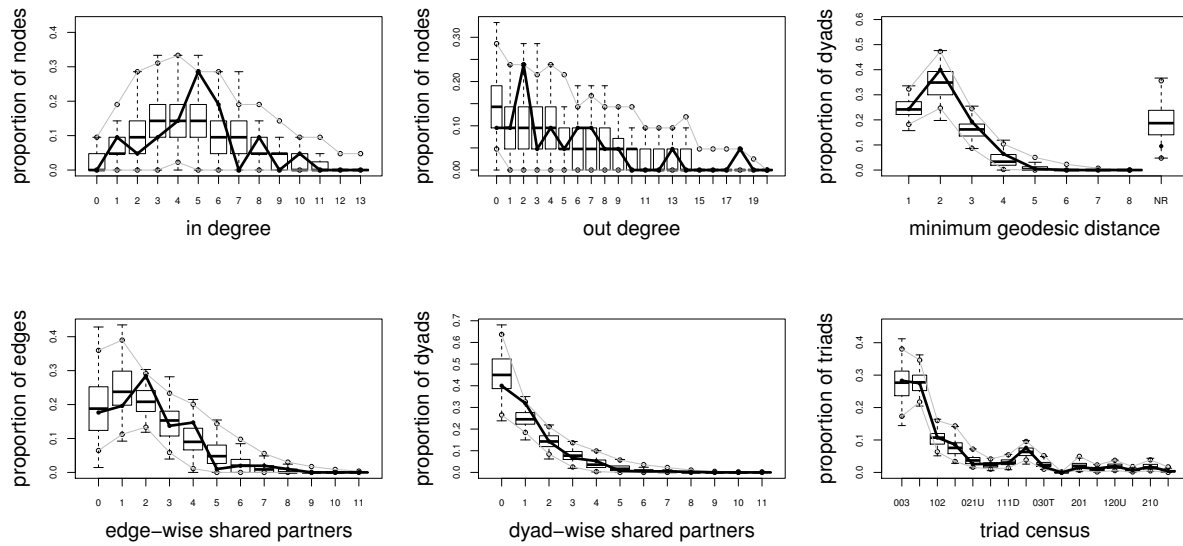 proportion of nodes
0.0 0.1 0.2 0.3 0.4
0 1 2 3 4 5 6 7 8 9 10 11 12 13
in degree
proportion of nodes
0.00 0.10 0.20 0.30
0 1 2 3 4 5 6 7 8 9 11 13 15 17 19
out degree
proportion of dyads
0.0 0.1 0.2 0.3 0.4 0.5 0.6
1 2 3 4 5 6 7 8 NR
minimum geodesic distance
proportion of edges
0.0 0.1 0.2 0.3 0.4
0 1 2 3 4 5 6 7 8 9 10 11
edge−wise shared partners
proportion of dyads
0.0 0.1 0.2 0.3 0.4 0.5 0.6 0.7
0 1 2 3 4 5 6 7 8 9 10 11
dyad−wise shared partners
proportion of triads
0.0 0.1 0.2 0.3 0.4
003 102 021U 111D 030T 201 120U 210
triad census